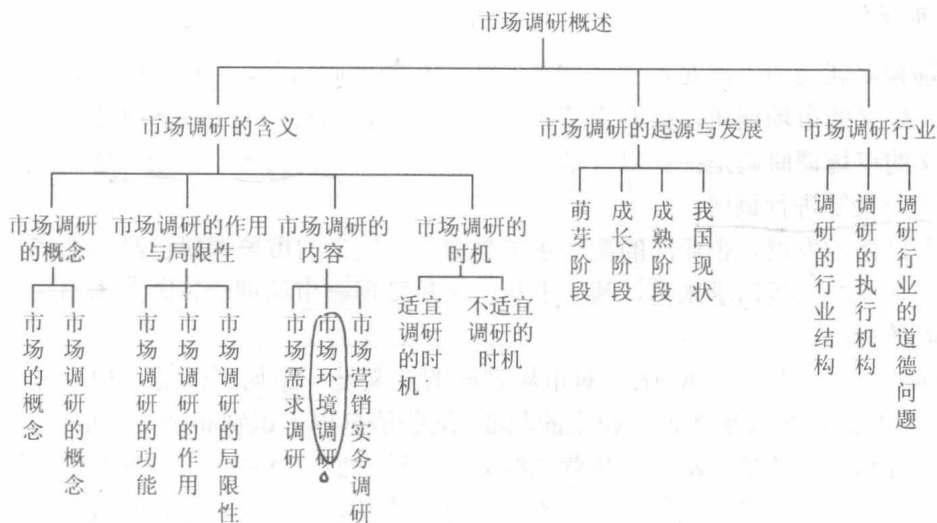 市场调研概述
市场调研的含义
市场调研的起源与发展
市场调研行业
市场调研的概念
市场调研的作用与局限性
市场调研的内容
市场调研的时机
萌芽阶段
成长阶段
成熟阶段
我国现状
调研的行业结构
调研的执行机构
调研行业的道德问题
市场的概念
市场调研的概念
市场调研的功能
市场调研的作用
市场调研的局限性
市场需求调研
市场环境调研
市场营销实务调研
适宜调研的时机
不适宜调研的时机